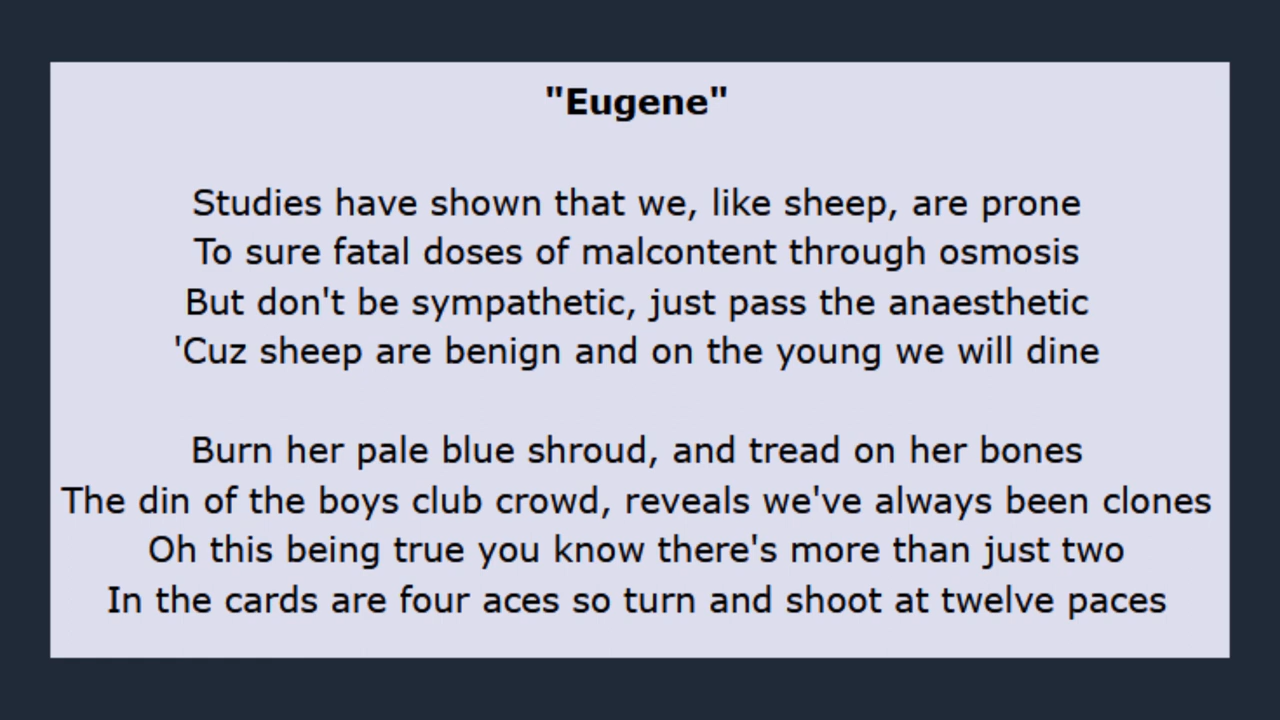 "Eugene"
Studies have shown that we, like sheep, are prone
To sure fatal doses of malcontent through osmosis
But don't be sympathetic, just pass the anaesthetic
'Cuz sheep are benign and on the young we will dine
Burn her pale blue shroud, and tread on her bones
The din of the boys club crowd, reveals we've always been clones
Oh this being true you know there's more than just two
In the cards are four aces so turn and shoot at twelve paces